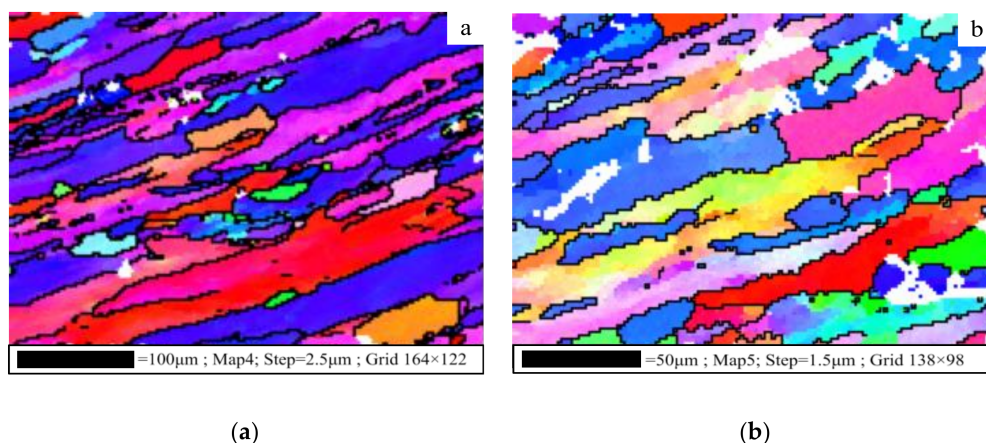 a
b
=100μm ; Map4; Step=2.5μm ; Grid 164×122
=50μm ; Map5; Step=1.5μm ; Grid 138×98
(a)
(b)